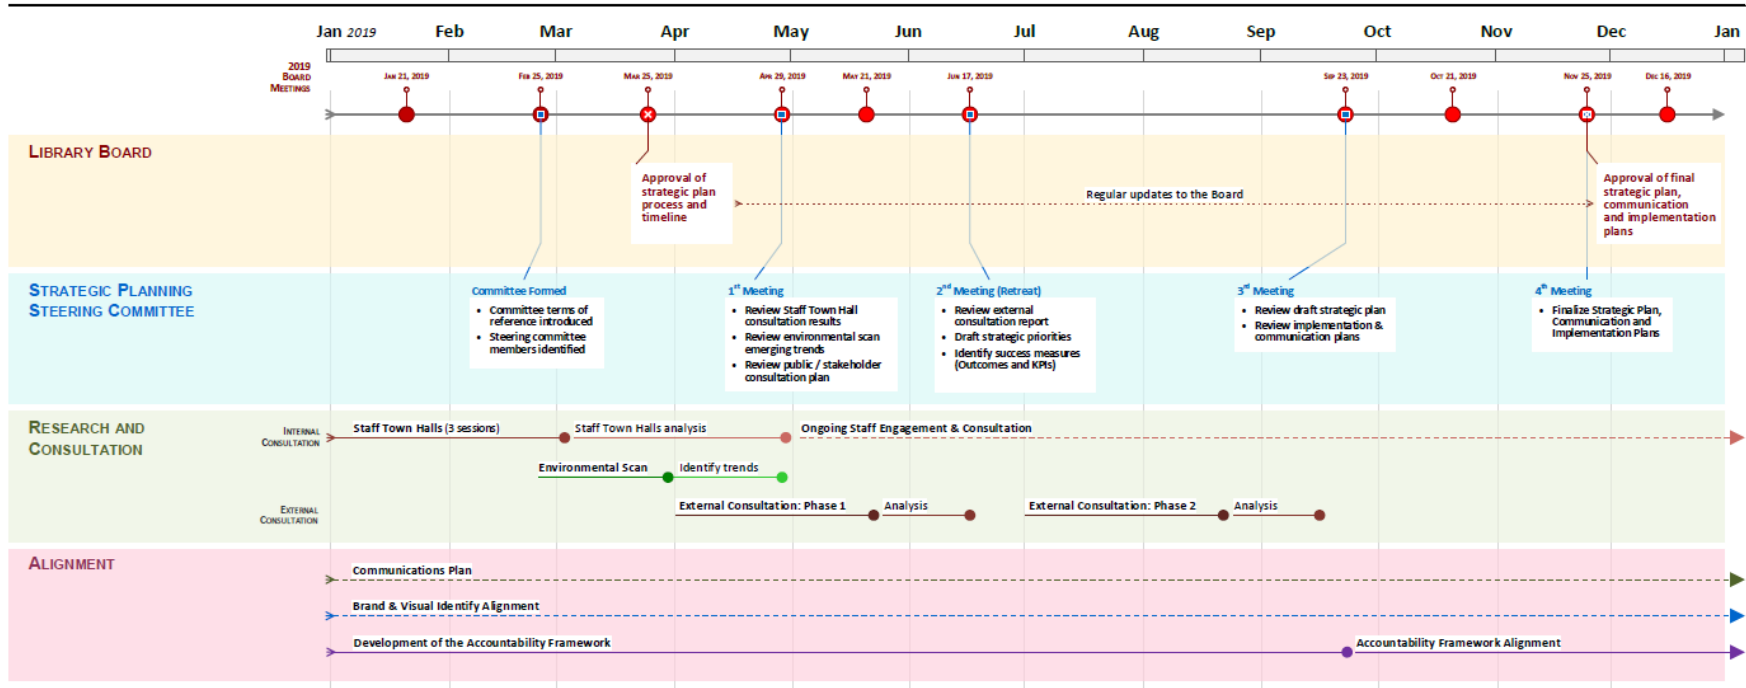 Jan 2019 Feb Mar Apr May Jun Jul Aug Sep Oct Nov Dec Jan
2019
BOARD
MEETINGS
JAN 21, 2019 FEB 25, 2019 MAR 25, 2019 APR 29, 2019 MAY 21, 2019 JUN 17, 2019 SEP 23, 2019 OCT 21, 2019 NOV 25, 2019 DEC 16, 2019
LIBRARY BOARD
Approval of
strategic plan
process and
timeline
Regular updates to the Board
Approval of final
strategic plan,
communication
and implementation
plans
STRATEGIC PLANNING
STEERING COMMITTEE
Committee Formed
• Committee terms of
reference introduced
• Steering committee
members identified
1st Meeting
• Review Staff Town Hall
consultation results
• Review environmental scan
emerging trends
• Review public / stakeholder
consultation plan
2nd Meeting (Retreat)
• Review external
consultation report
• Draft strategic priorities
• Identify success measures
(Outcomes and KPIs)
3rd Meeting
• Review draft strategic plan
• Review implementation &
communication plans
4th Meeting
• Finalize Strategic Plan,
Communication and
Implementation Plans
RESEARCH AND
CONSULTATION
INTERNAL
CONSULTATION
Staff Town Halls (3 sessions) Staff Town Halls analysis Ongoing Staff Engagement & Consultation
Environmental Scan Identify trends
EXTERNAL
CONSULTATION
External Consultation: Phase 1 Analysis External Consultation: Phase 2 Analysis
ALIGNMENT
Communications Plan
Brand & Visual Identify Alignment
Development of the Accountability Framework Accountability Framework Alignment